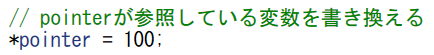 // pointerが参照している変数を書き換える
*pointer = 100;